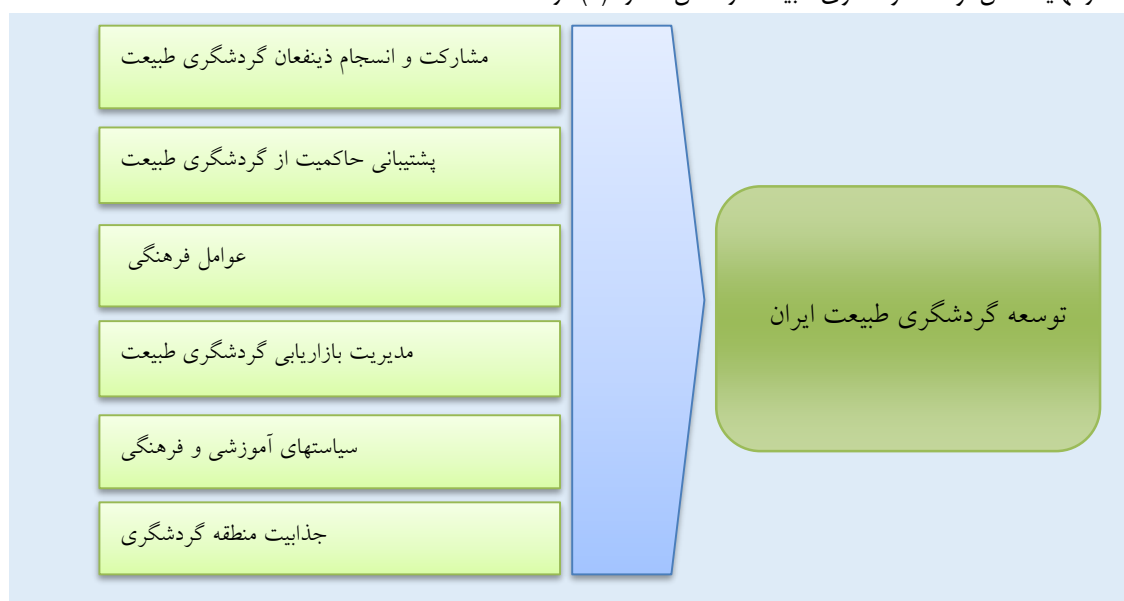 مشارکت و انسجام ذینفعان گردشگری طبیعت
پشتیبانی حاکمیت از گردشگری طبیعت
عوامل فرهنگی
مدیریت بازاریابی گردشگری طبیعت
سیاستهای آموزشی و فرهنگی
جذابیت منطقه گردشگری
توسعه گردشگری طبیعت ایران